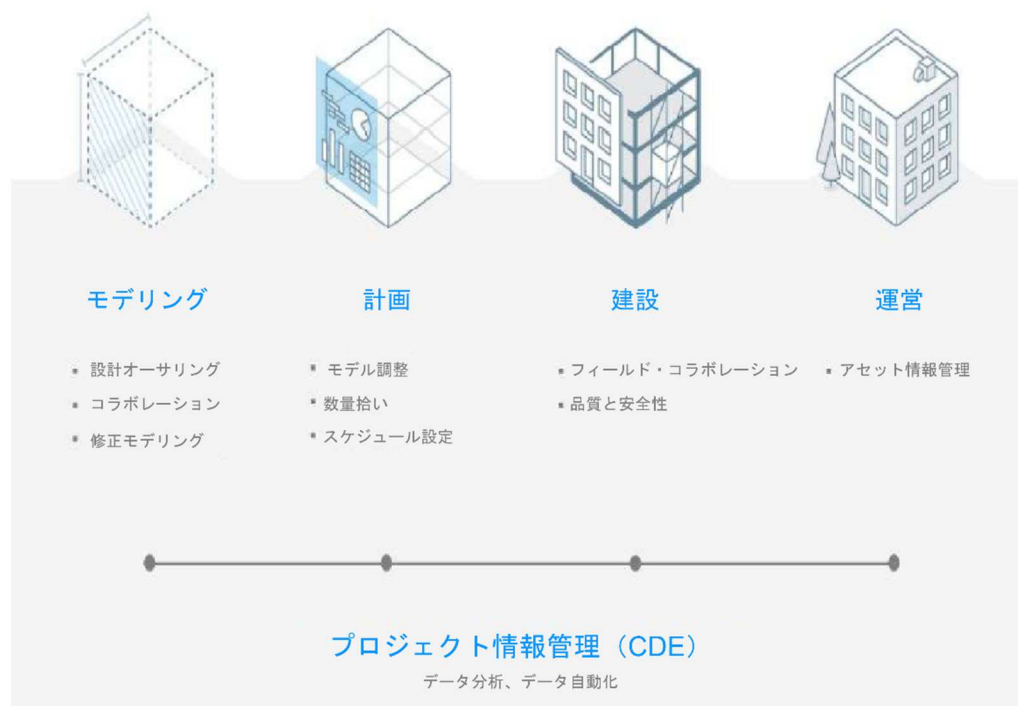 モデリング
計画
建設
運営
▪ 設計オーサリング
▪ コラボレーション
▪ 修正モデリング
▪ モデル調整
▪ 数量拾い
▪ スケジュール設定
▪ フィールド・コラボレーション
▪ 品質と安全性
▪ アセット情報管理
プロジェクト情報管理（CDE）
データ分析、データ自動化